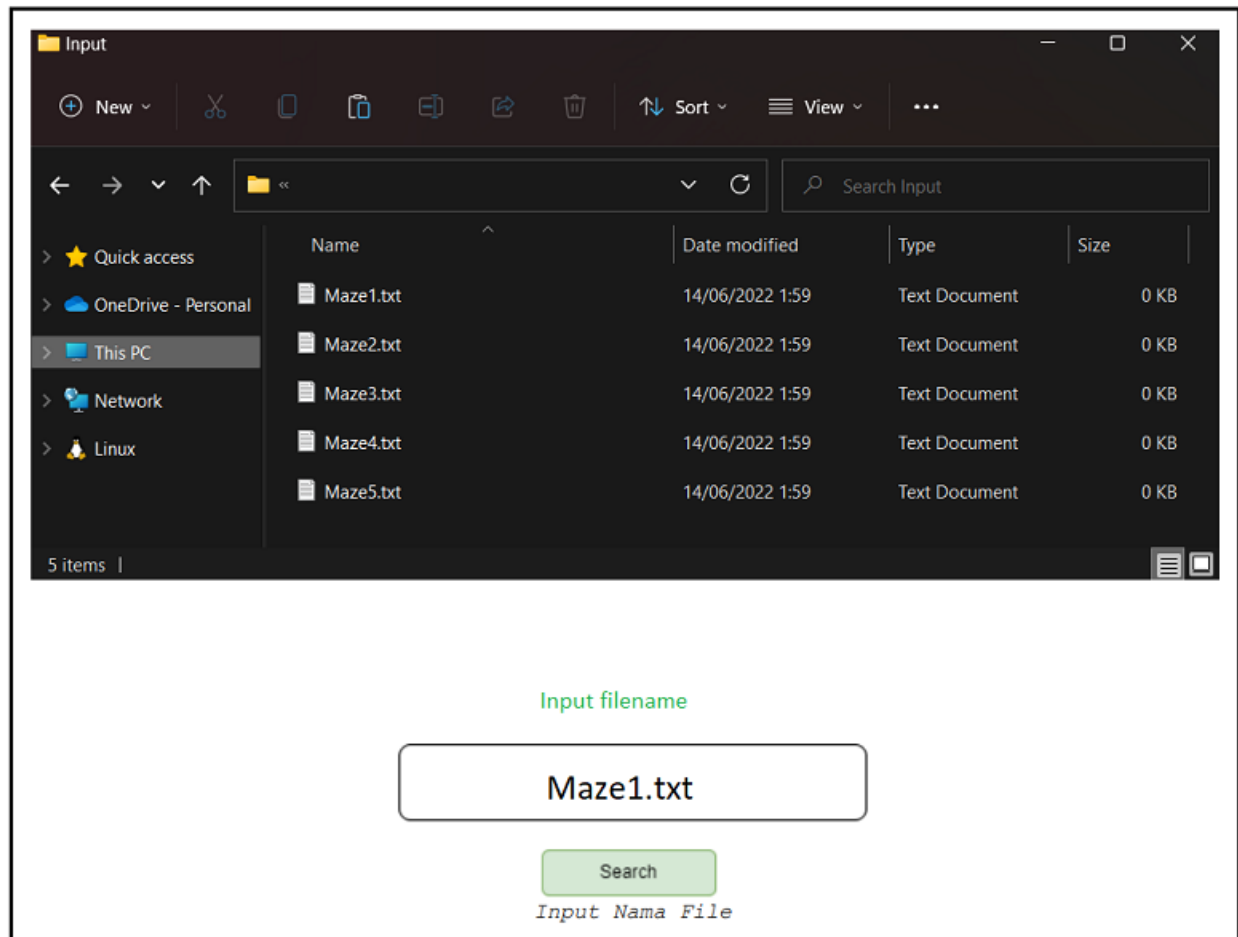 Input
New
Sort
View
«
Search Input
Name Date modified Type Size
Quick access
OneDrive - Personal
This PC
Network
Linux
Maze1.txt 14/06/2022 1:59 Text Document 0 KB
Maze2.txt 14/06/2022 1:59 Text Document 0 KB
Maze3.txt 14/06/2022 1:59 Text Document 0 KB
Maze4.txt 14/06/2022 1:59 Text Document 0 KB
Maze5.txt 14/06/2022 1:59 Text Document 0 KB
5 items
Input filename
Maze1.txt
Search
Input Nama File